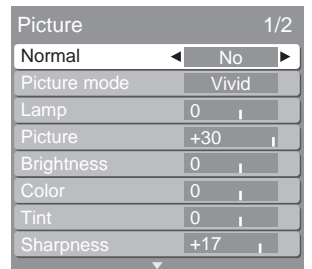 Picture 1/2
Normal No
Picture mode Vivid
Lamp 0
Picture +30
Brightness 0
Color 0
Tint 0
Sharpness +17